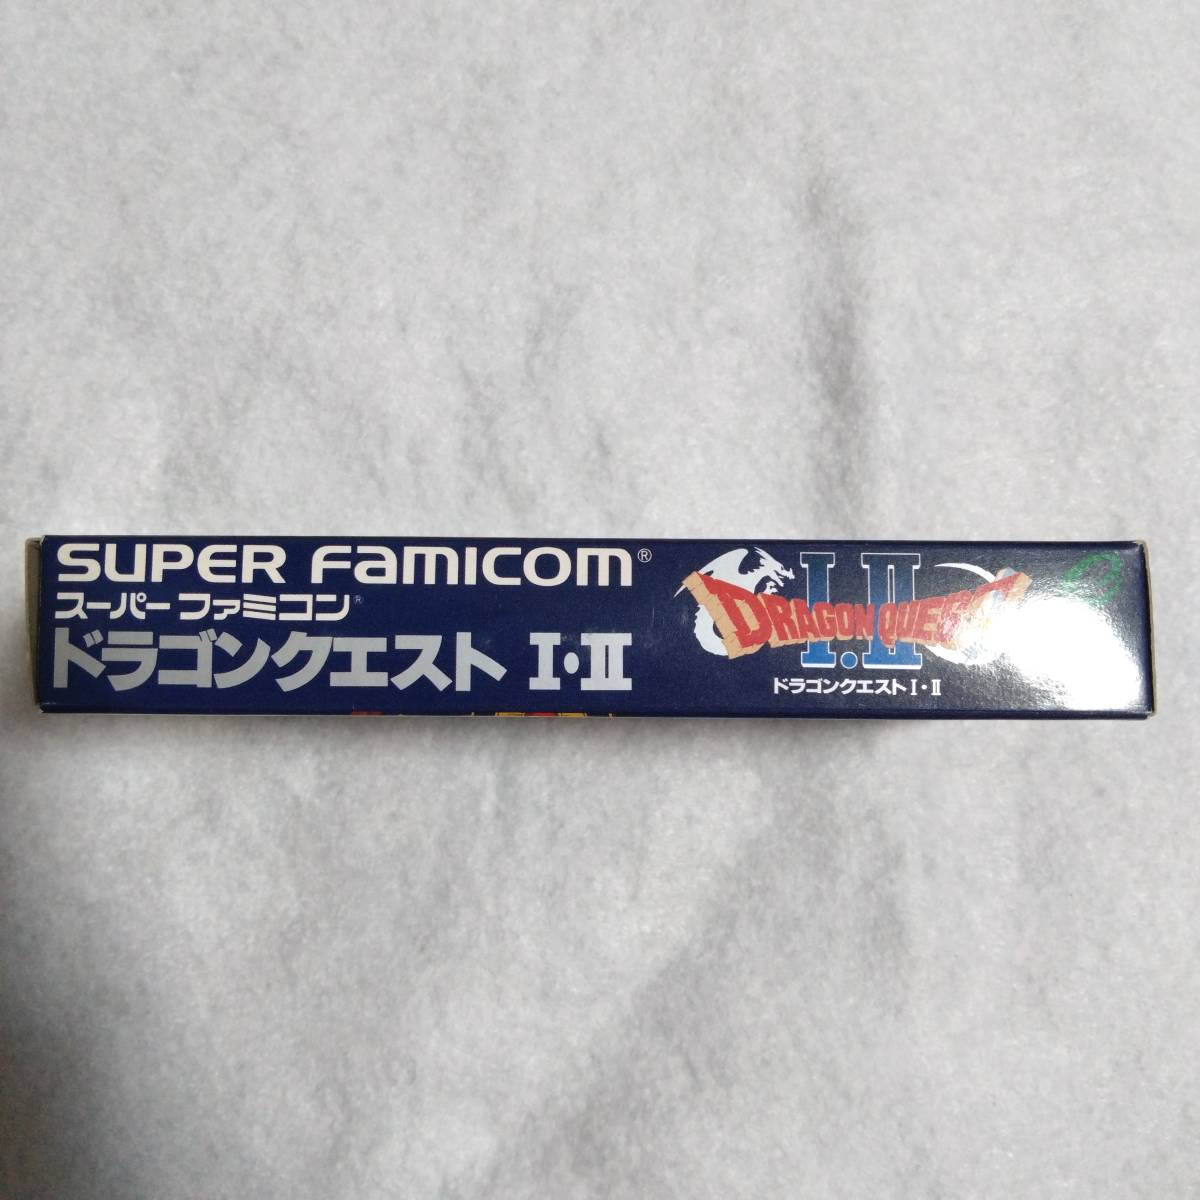 SUPER FAMICOM®
スーパーファミコン®
ドラゴンクエスト I・II
I.II
DRAGON QUEST
ドラゴンクエストI・II